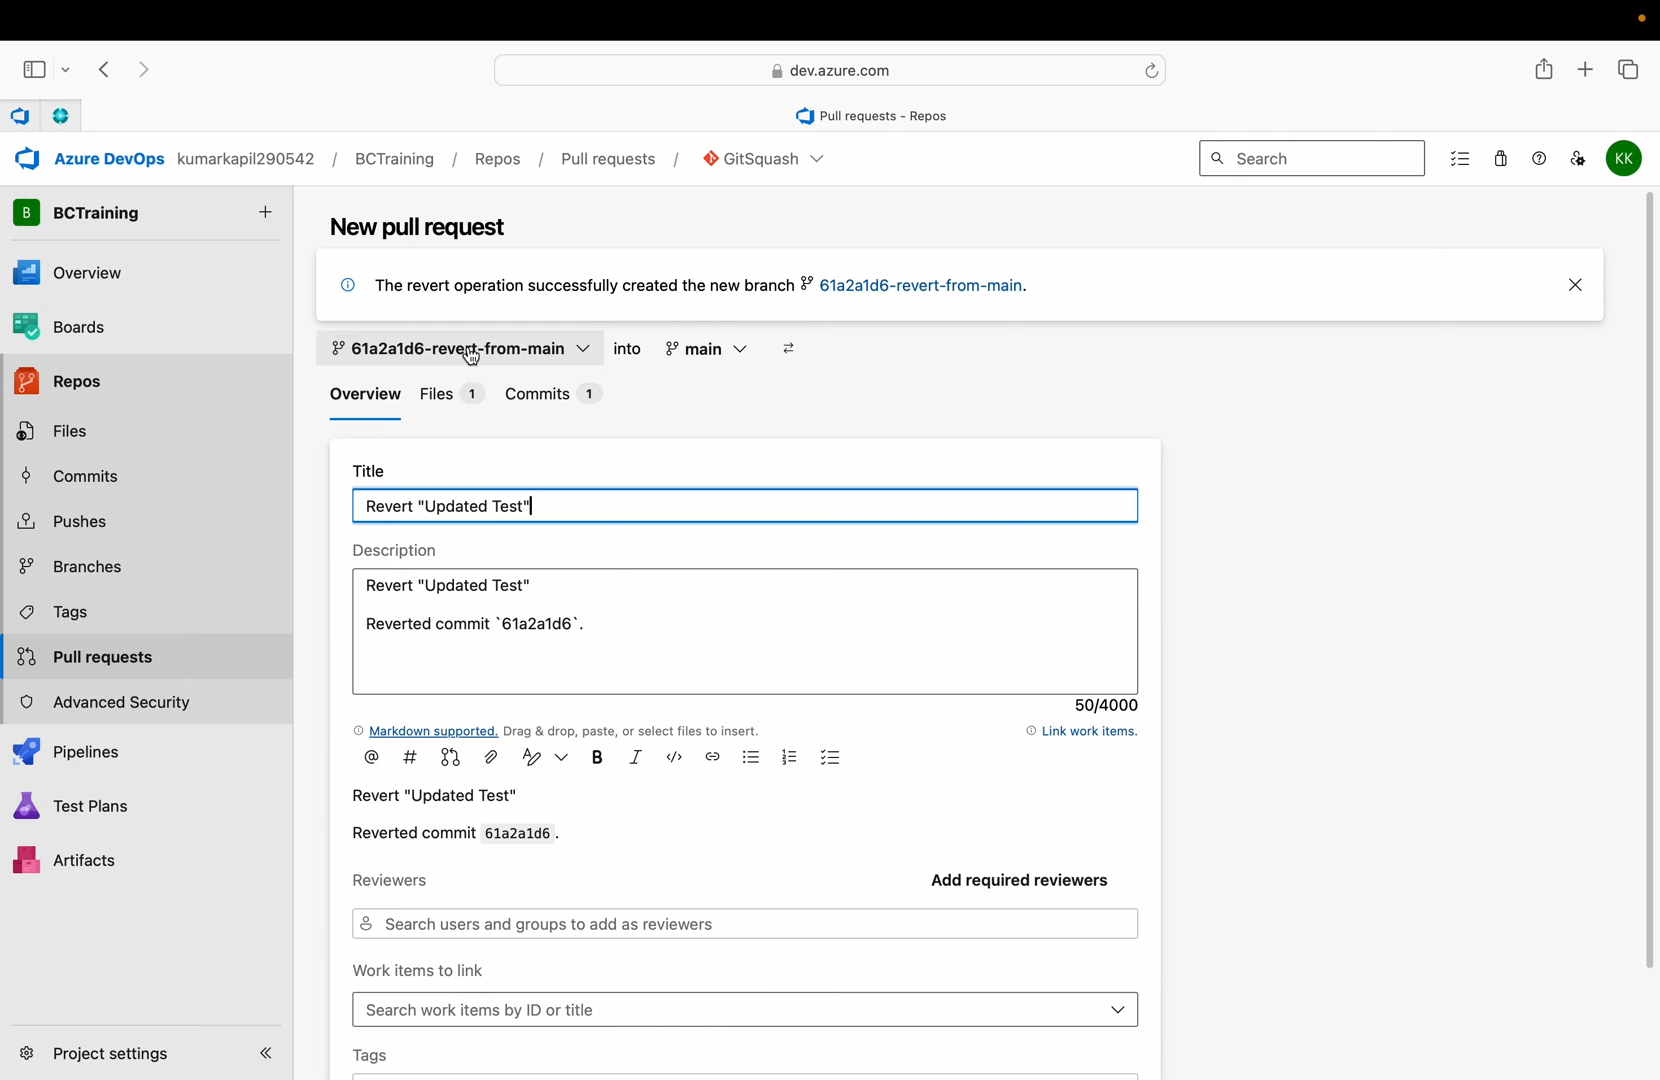 dev.azure.com
Pull requests - Repos
Azure DevOps kumarkapil290542 / BCTraining / Repos / Pull requests / GitSquash
Search
KK
B BCTraining
Overview
Boards
Repos
Files
Commits
Pushes
Branches
Tags
Pull requests
Advanced Security
Pipelines
Test Plans
Artifacts
Project settings
New pull request
The revert operation successfully created the new branch 61a2a1d6-revert-from-main.
61a2a1d6-revert-from-main into main
Overview Files 1 Commits 1
Title
Revert "Updated Test"
Description
Revert "Updated Test"
Reverted commit `61a2a1d6`.
50/4000
Markdown supported. Drag & drop, paste, or select files to insert. Link work items.
Revert "Updated Test"
Reverted commit 61a2a1d6.
Reviewers Add required reviewers
Search users and groups to add as reviewers
Work items to link
Search work items by ID or title
Tags